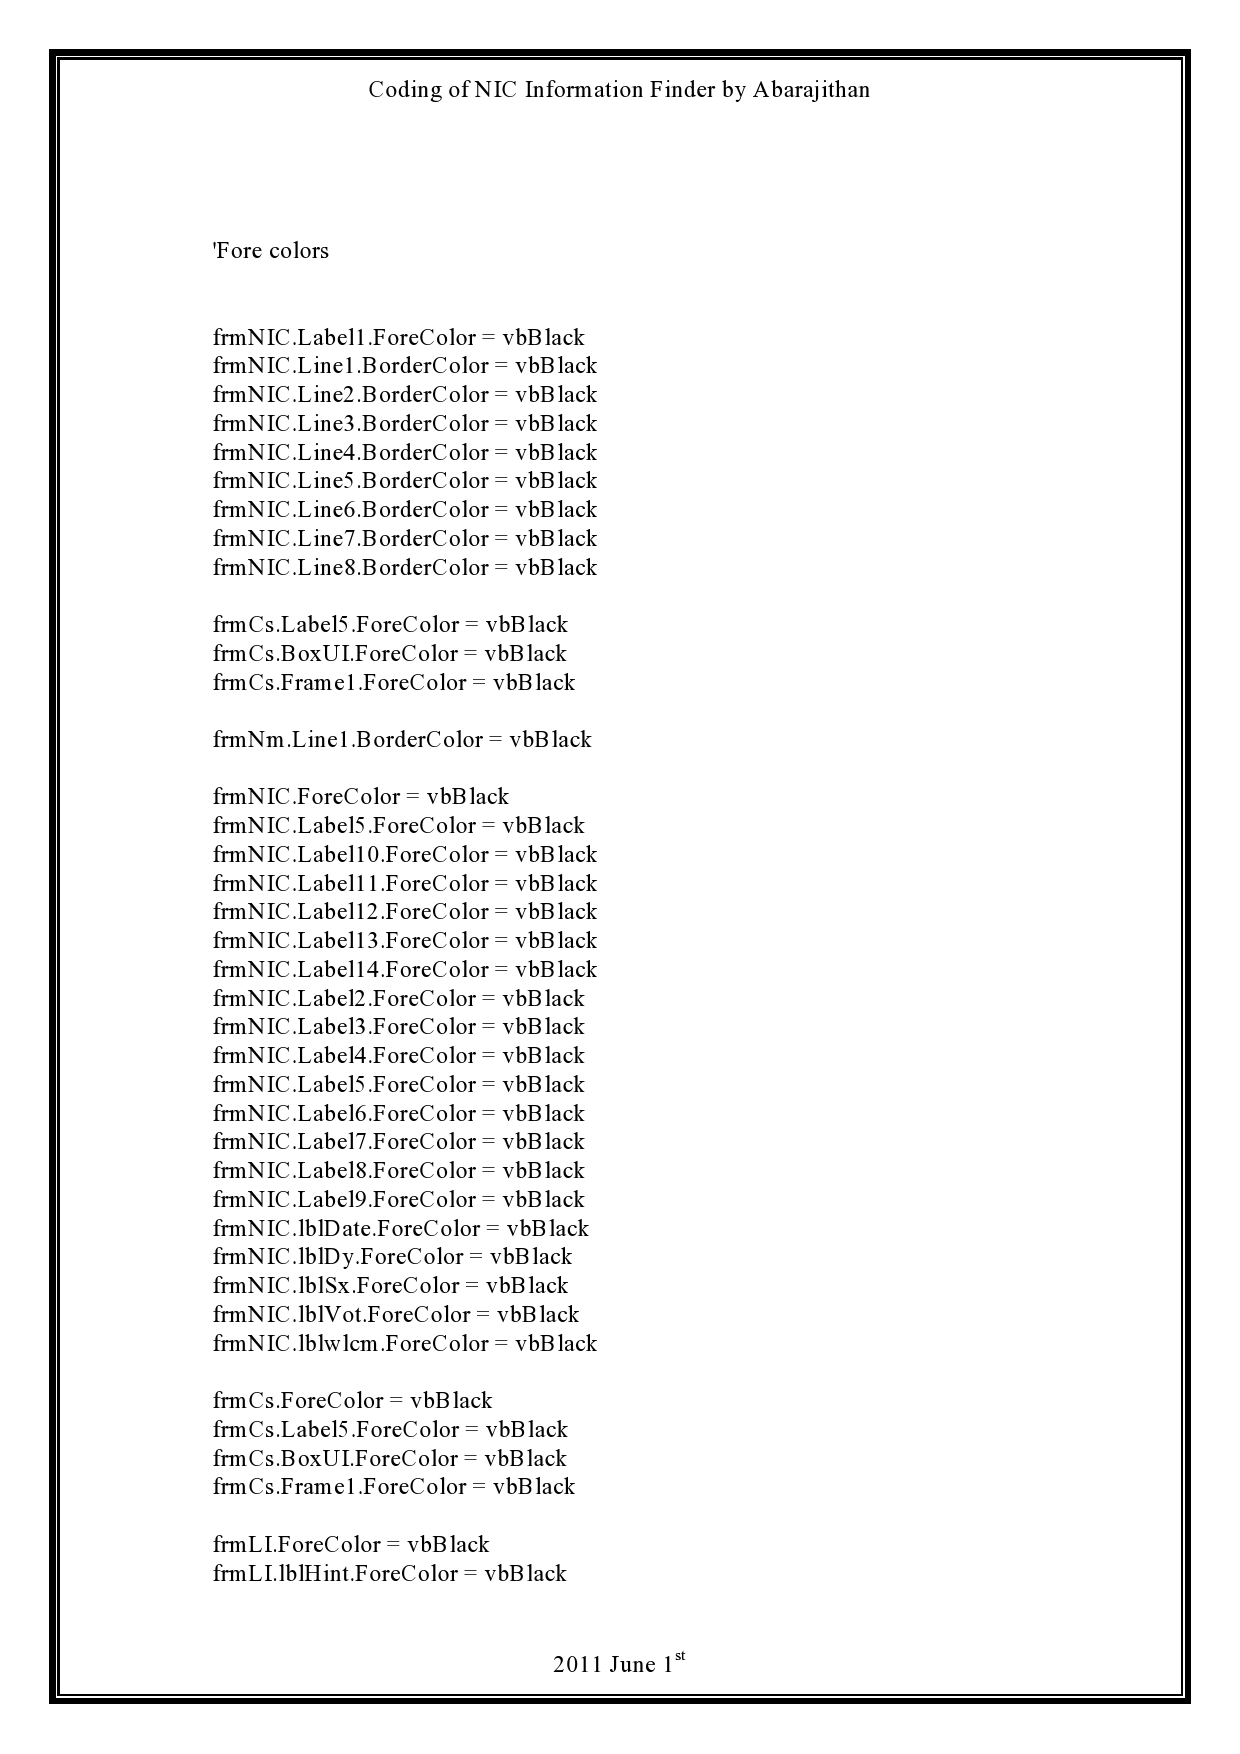 Coding of NIC Information Finder by Abarajithan
'Fore colors
frmNIC.Label1.ForeColor = vbBlack
frmNIC.Line1.BorderColor = vbBlack
frmNIC.Line2.BorderColor = vbBlack
frmNIC.Line3.BorderColor = vbBlack
frmNIC.Line4.BorderColor = vbBlack
frmNIC.Line5.BorderColor = vbBlack
frmNIC.Line6.BorderColor = vbBlack
frmNIC.Line7.BorderColor = vbBlack
frmNIC.Line8.BorderColor = vbBlack
frmCs.Label5.ForeColor = vbBlack
frmCs.BoxUI.ForeColor = vbBlack
frmCs.Frame1.ForeColor = vbBlack
frmNm.Line1.BorderColor = vbBlack
frmNIC.ForeColor = vbBlack
frmNIC.Label5.ForeColor = vbBlack
frmNIC.Label10.ForeColor = vbBlack
frmNIC.Label11.ForeColor = vbBlack
frmNIC.Label12.ForeColor = vbBlack
frmNIC.Label13.ForeColor = vbBlack
frmNIC.Label14.ForeColor = vbBlack
frmNIC.Label2.ForeColor = vbBlack
frmNIC.Label3.ForeColor = vbBlack
frmNIC.Label4.ForeColor = vbBlack
frmNIC.Label5.ForeColor = vbBlack
frmNIC.Label6.ForeColor = vbBlack
frmNIC.Label7.ForeColor = vbBlack
frmNIC.Label8.ForeColor = vbBlack
frmNIC.Label9.ForeColor = vbBlack
frmNIC.lblDate.ForeColor = vbBlack
frmNIC.lblDy.ForeColor = vbBlack
frmNIC.lblSx.ForeColor = vbBlack
frmNIC.lblVot.ForeColor = vbBlack
frmNIC.lblwlcm.ForeColor = vbBlack
frmCs.ForeColor = vbBlack
frmCs.Label5.ForeColor = vbBlack
frmCs.BoxUI.ForeColor = vbBlack
frmCs.Frame1.ForeColor = vbBlack
frmLI.ForeColor = vbBlack
frmLI.lblHint.ForeColor = vbBlack
2011 June 1st